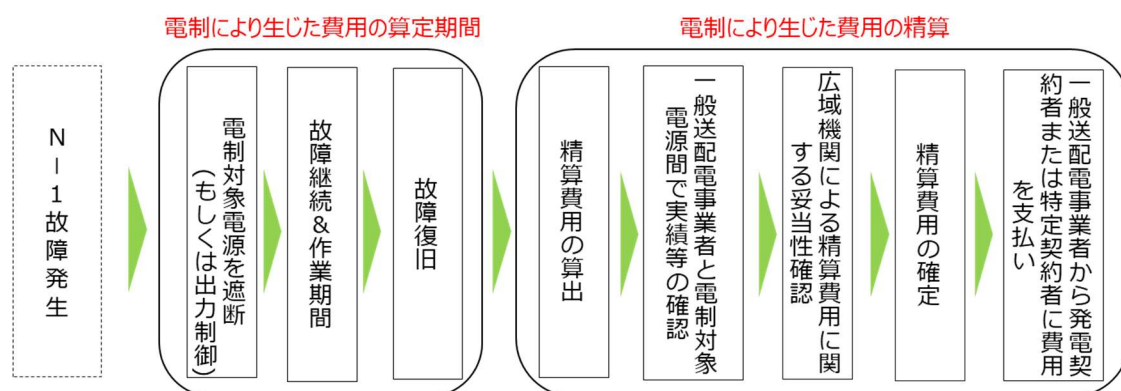 電制により生じた費用の算定期間
電制により生じた費用の精算
N－1故障発生
電制対象電源を遮断
(もしくは出力制御)
故障継続&作業期間
故障復旧
精算費用の算出
一般送配電事業者と電制対象
電源間で実績等の確認
広域機関による精算費用に関
する妥当性確認
精算費用の確定
一般送配電事業者から発電契
約者または特定契約者に費用
を支払い